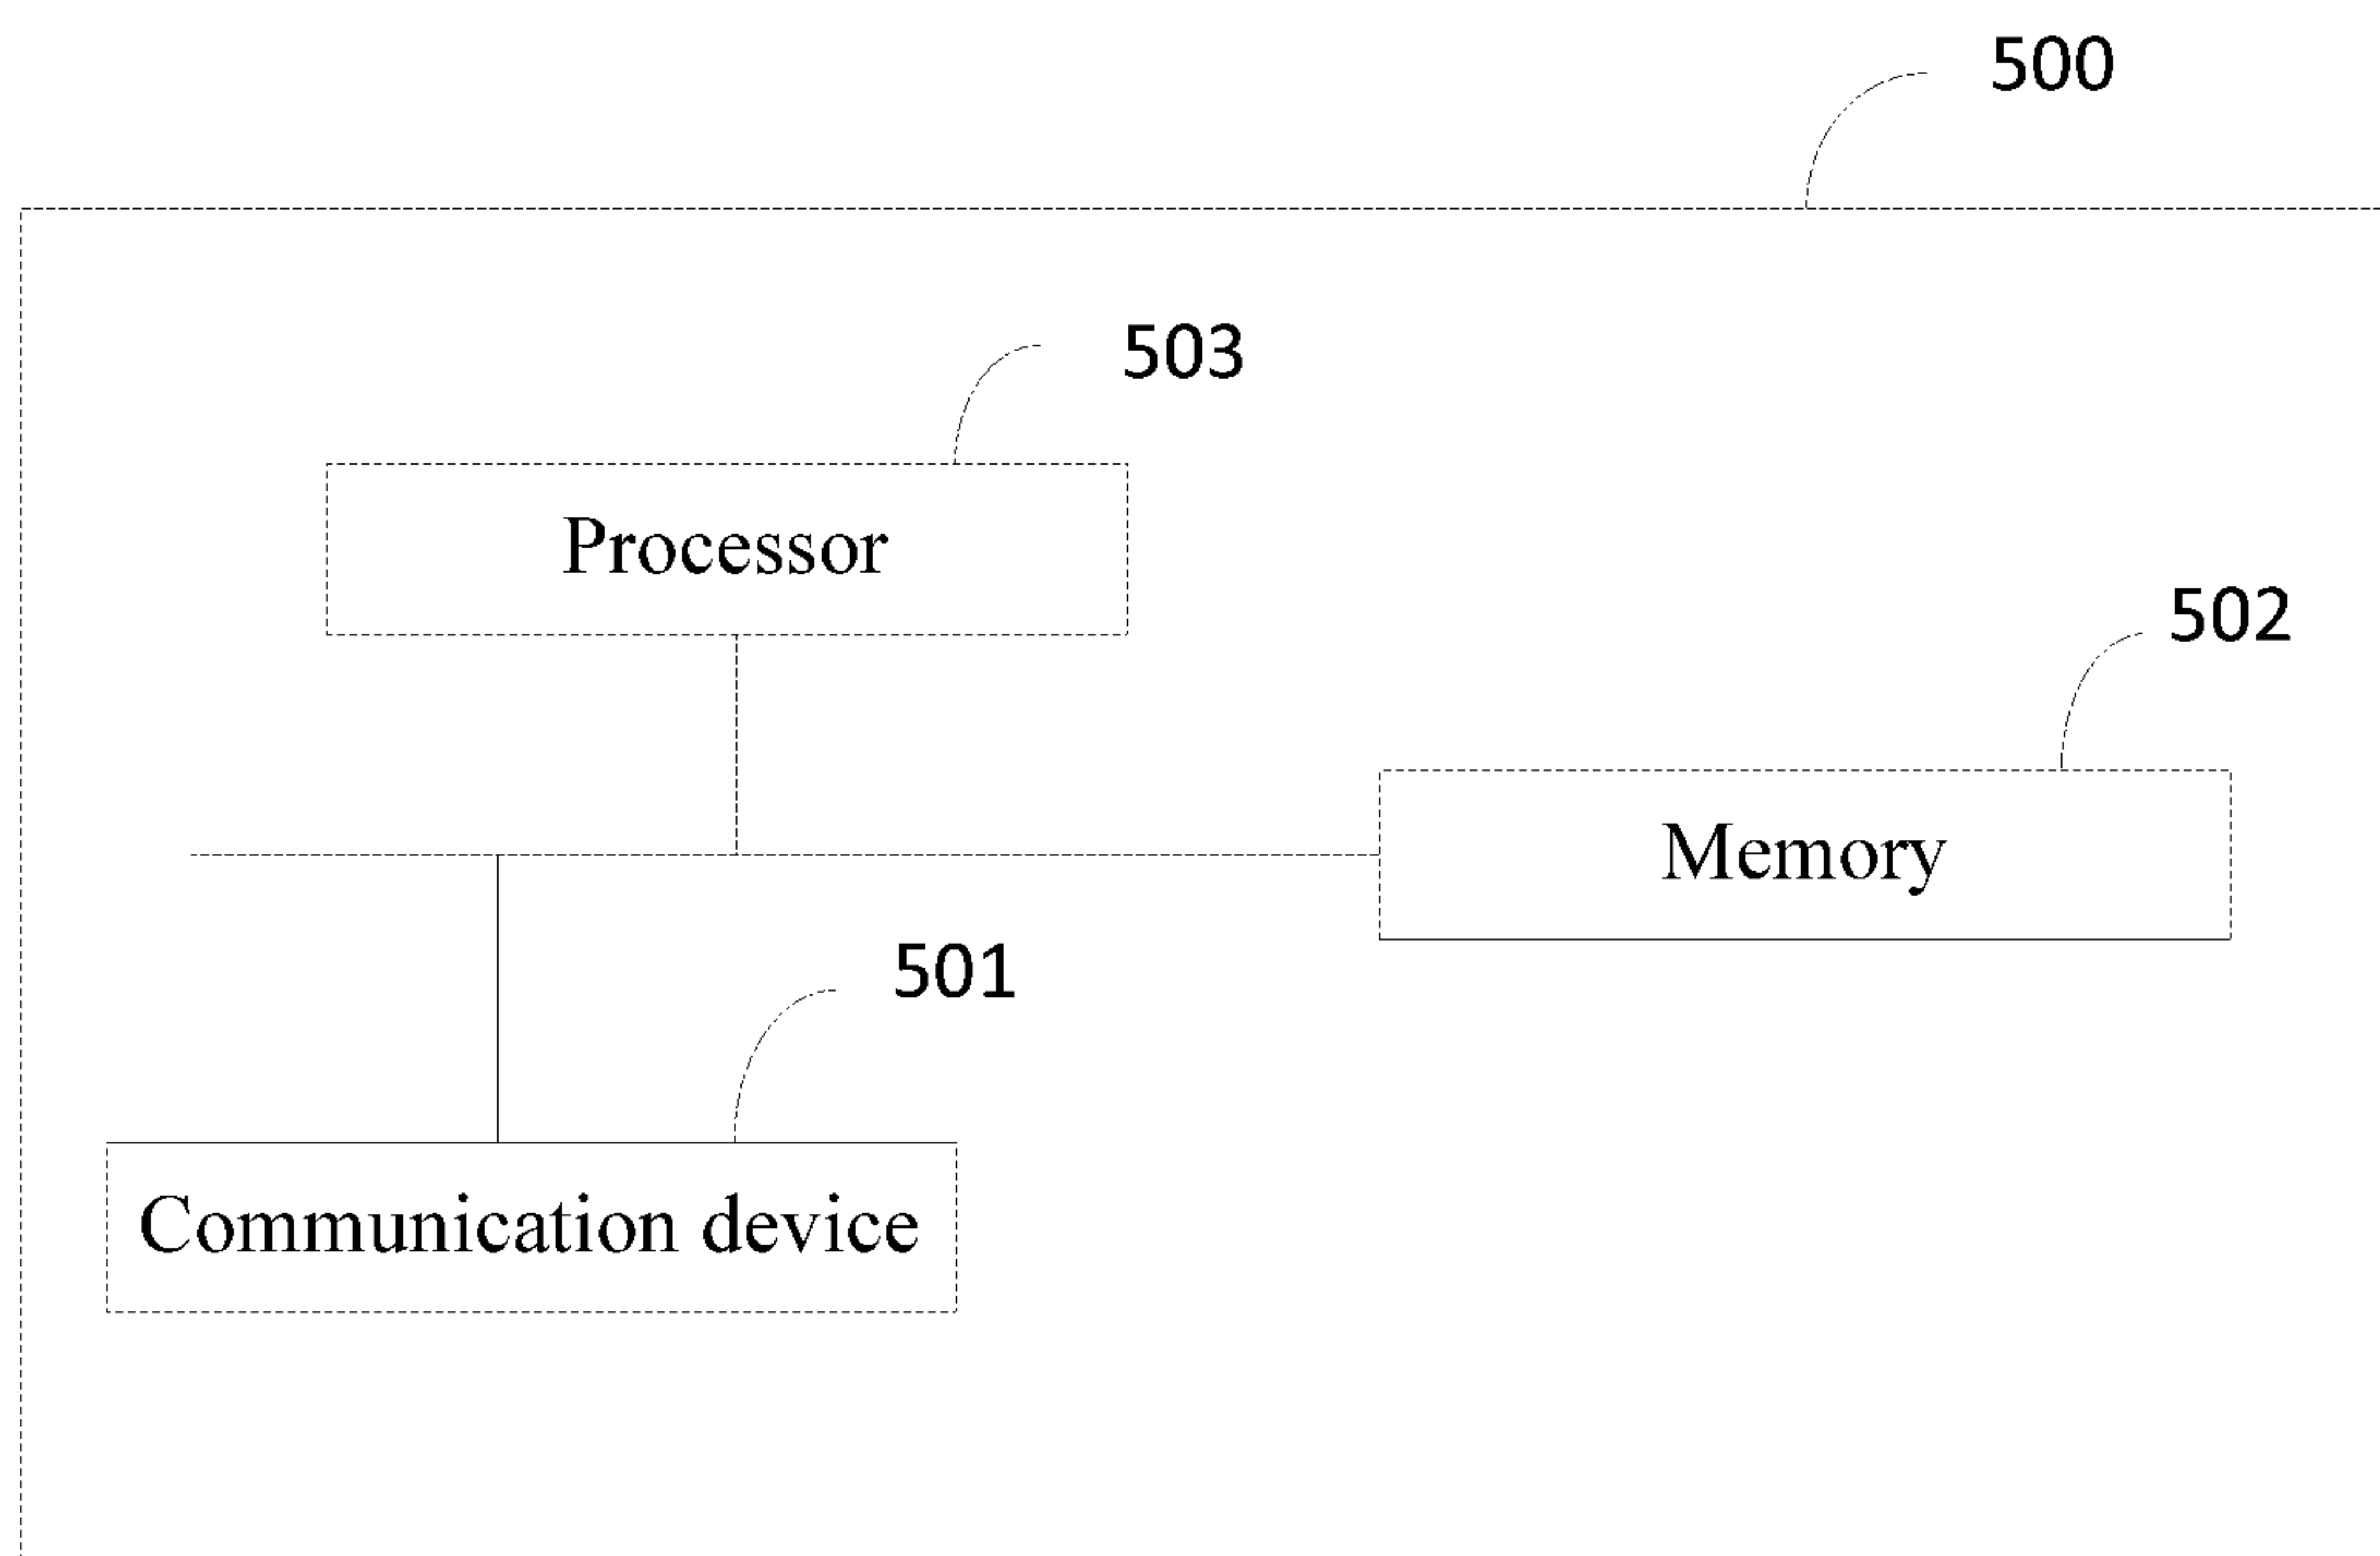 500
503
Processor
502
Memory
501
Communication device